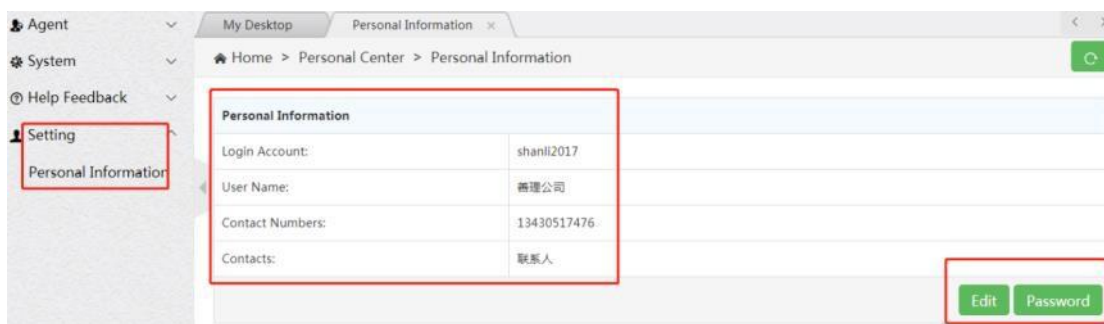 Agent
System
Help Feedback
Setting
Personal Information
My Desktop
Personal Information ×
Home > Personal Center > Personal Information
Personal Information
Login Account: shanli2017
User Name: 善理公司
Contact Numbers: 13430517476
Contacts: 联系人
Edit Password